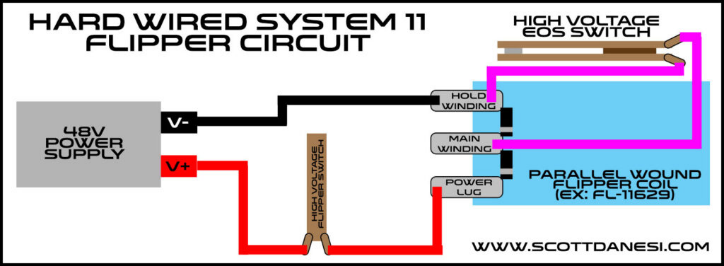 HARD WIRED SYSTEM 11
FLIPPER CIRCUIT
HIGH VOLTAGE
EOS SWITCH
48V
POWER
SUPPLY
V-
V+
HIGH VOLTAGE
FLIPPER SWITCH
HOLD
WINDING
MAIN
WINDING
POWER
LUG
PARALLEL WOUND
FLIPPER COIL
(EX: FL-11629)
WWW.SCOTTDANESI.COM